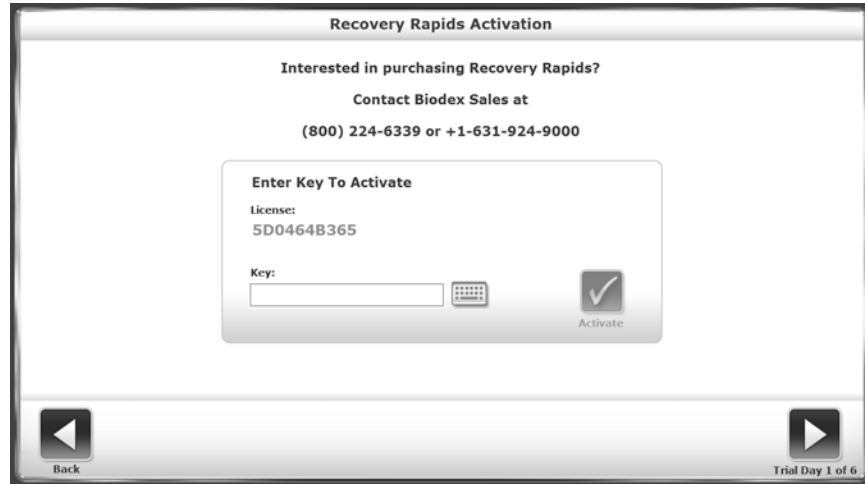 Recovery Rapids Activation
Interested in purchasing Recovery Rapids?
Contact Biodex Sales at
(800) 224-6339 or +1-631-924-9000
Enter Key To Activate
License:
5D0464B365
Key:
Activate
Back
Trial Day 1 of 6